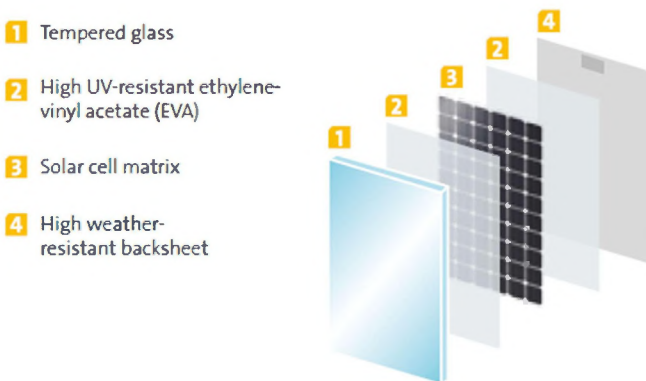 1 Tempered glass
2 High UV-resistant ethylene-
vinyl acetate (EVA)
3 Solar cell matrix
4 High weather-
resistant backsheet
4
2
3
2
1